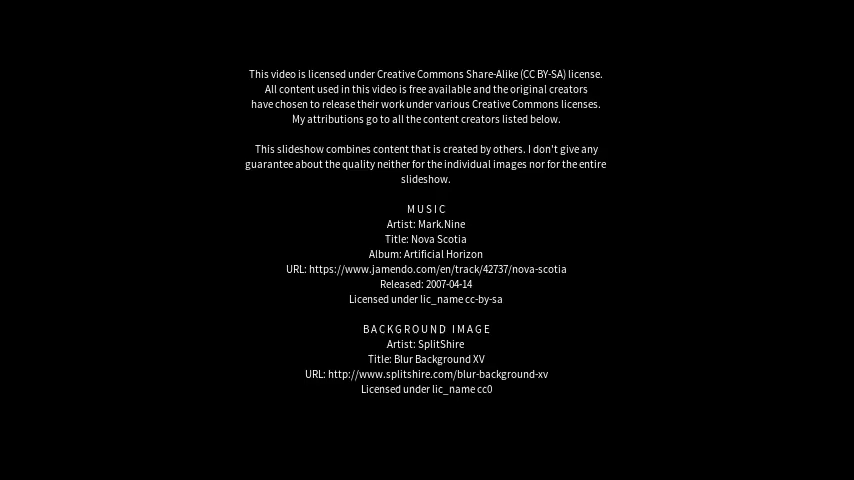 This video is licensed under Creative Commons Share-Alike (CC BY-SA) license.
All content used in this video is free available and the original creators
have chosen to release their work under various Creative Commons licenses.
My attributions go to all the content creators listed below.
This slideshow combines content that is created by others. I don't give any
guarantee about the quality neither for the individual images nor for the entire
slideshow.
MUSIC
Artist: Mark.Nine
Title: Nova Scotia
Album: Artificial Horizon
URL: https://www.jamendo.com/en/track/42737/nova-scotia
Released: 2007-04-14
Licensed under lic_name cc-by-sa
BACKGROUND IMAGE
Artist: SplitShire
Title: Blur Background XV
URL: http://www.splitshire.com/blur-background-xv
Licensed under lic_name cc0